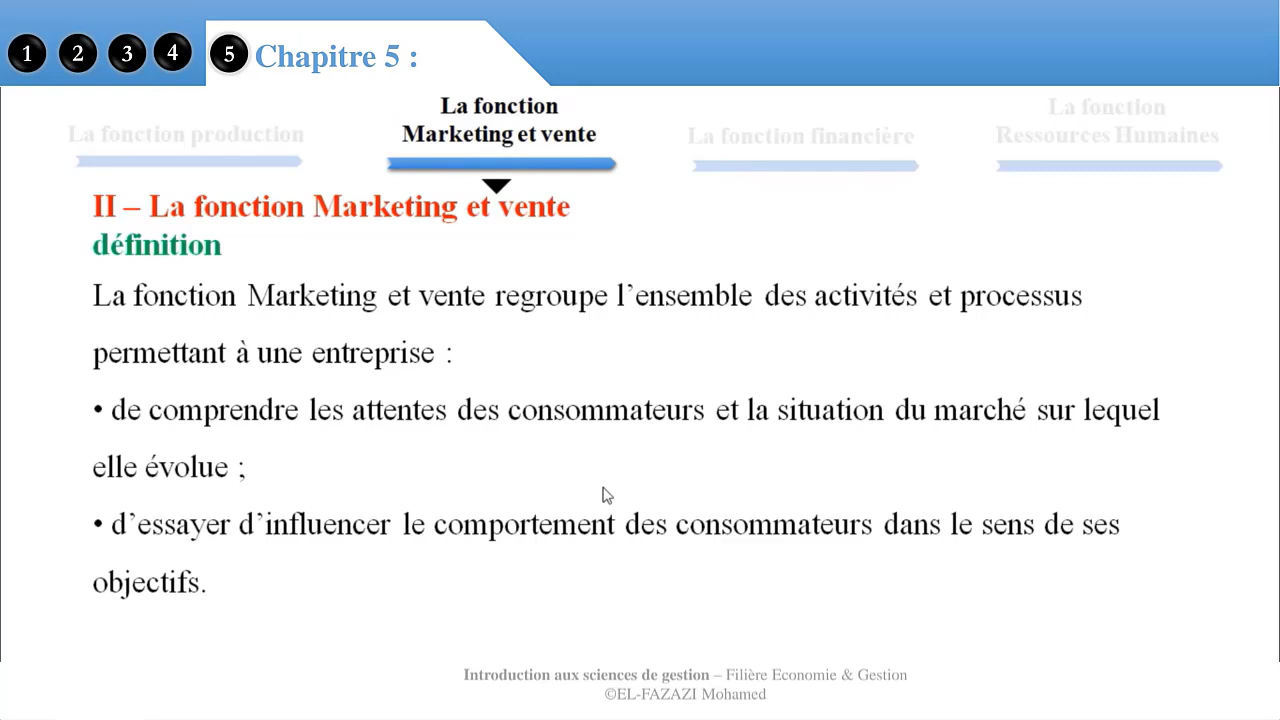 1 2 3 4 5 Chapitre 5 :
La fonction production
La fonction
Marketing et vente
La fonction financière
La fonction
Ressources Humaines
II – La fonction Marketing et vente
définition
La fonction Marketing et vente regroupe l’ensemble des activités et processus
permettant à une entreprise :
• de comprendre les attentes des consommateurs et la situation du marché sur lequel
elle évolue ;
• d’essayer d’influencer le comportement des consommateurs dans le sens de ses
objectifs.
Introduction aux sciences de gestion – Filière Economie & Gestion
©EL-FAZAZI Mohamed